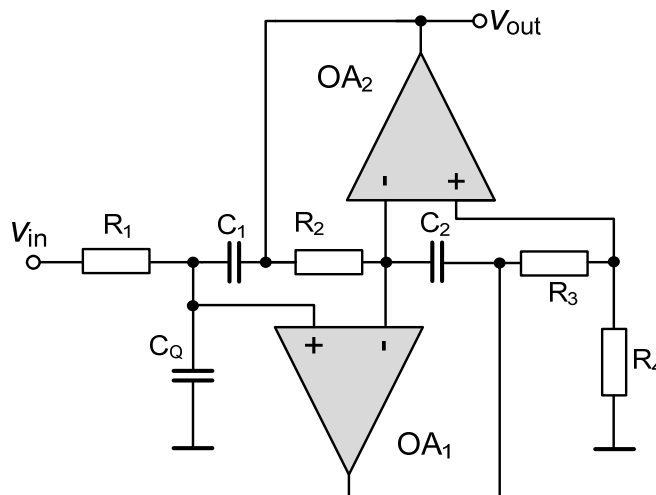 Vout
OA2
-
+
R1
C1
R2
C2
Vin
R3
CQ
+
-
R4
OA1